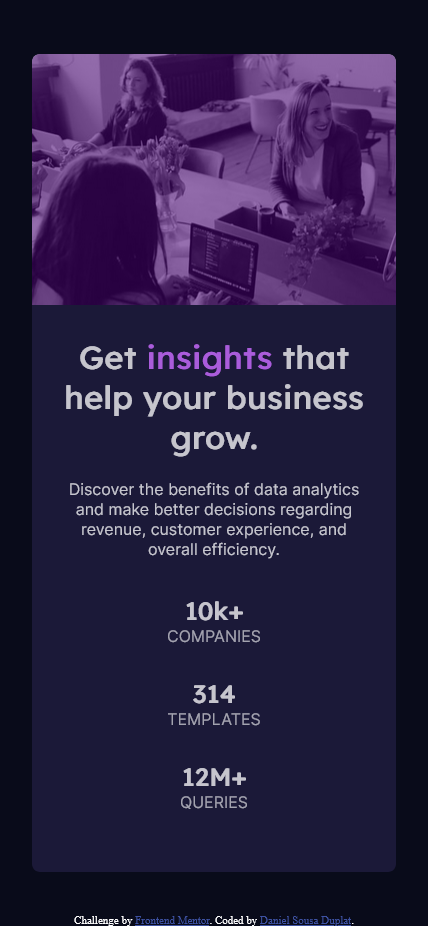 Get insights that
help your business
grow.
Discover the benefits of data analytics
and make better decisions regarding
revenue, customer experience, and
overall efficiency.
10k+
COMPANIES
314
TEMPLATES
12M+
QUERIES
Challenge by Frontend Mentor. Coded by Daniel Sousa Duplat.